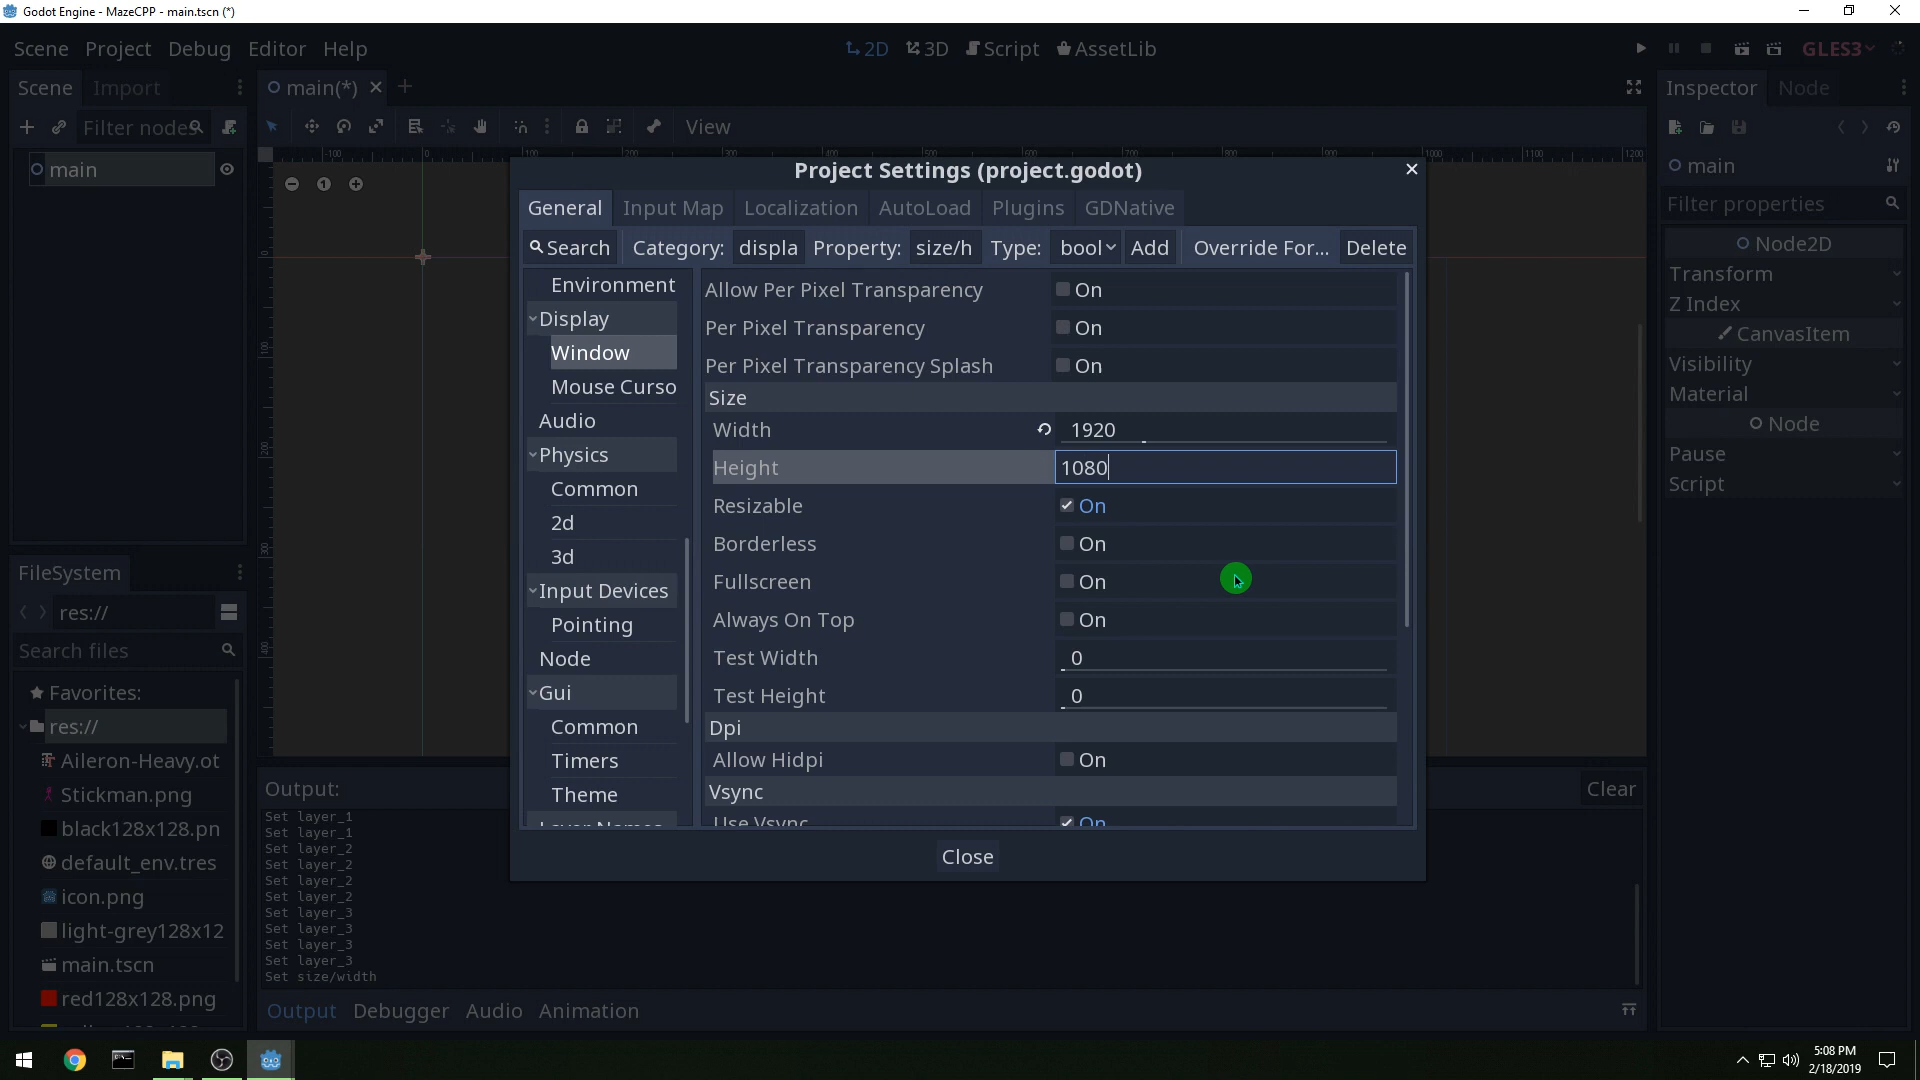 Godot Engine - MazeCPP - main.tscn (*)
Scene Project Debug Editor Help
2D 3D Script AssetLib
GLES3
Scene Import
main(*)
Inspector Node
Filter nodes
View
main
main
Filter properties
Node2D
Transform
Z Index
CanvasItem
Visibility
Material
Node
Pause
Script
Project Settings (project.godot)
General Input Map Localization AutoLoad Plugins GDNative
Search Category: displa Property: size/h Type: bool Add Override For... Delete
Environment
Display
Window
Mouse Curso
Audio
Physics
Common
2d
3d
Input Devices
Pointing
Node
Gui
Common
Timers
Theme
Allow Per Pixel Transparency On
Per Pixel Transparency On
Per Pixel Transparency Splash On
Size
Width 1920
Height 1080
Resizable On
Borderless On
Fullscreen On
Always On Top On
Test Width 0
Test Height 0
Dpi
Allow Hidpi On
Vsync
Use Vsync On
Close
FileSystem
res://
Search files
Favorites:
res://
Aileron-Heavy.ot
Stickman.png
black128x128.pn
default_env.tres
icon.png
light-grey128x12
main.tscn
red128x128.png
Output:
Clear
Set layer_1
Set layer_1
Set layer_2
Set layer_2
Set layer_2
Set layer_2
Set layer_3
Set layer_3
Set layer_3
Set layer_3
Set size/width
Output Debugger Audio Animation
5:08 PM
2/18/2019